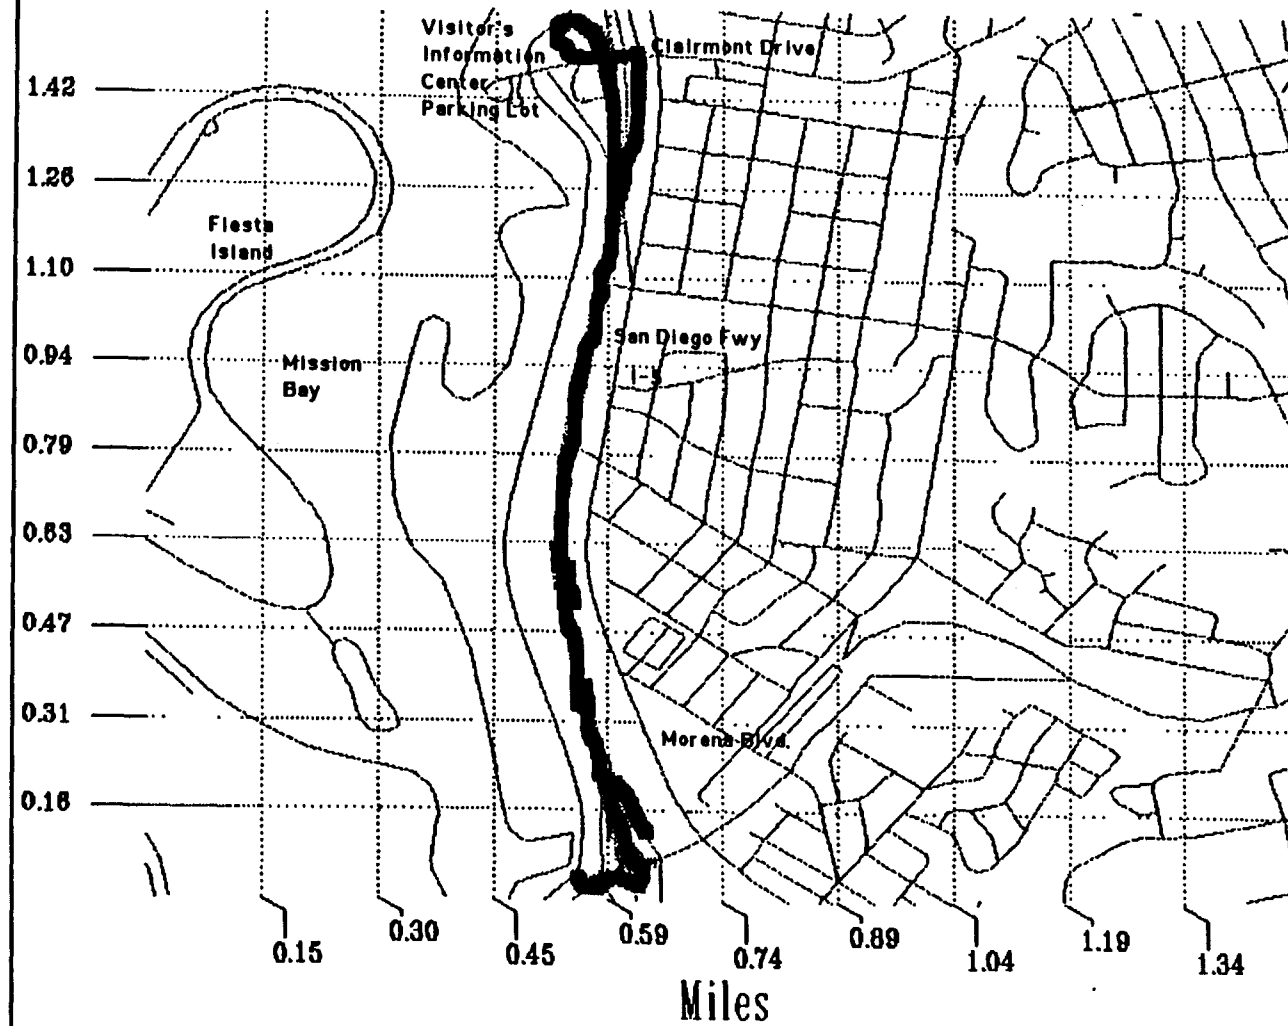 Visitor's
Information
Center
Parking Lot
Clairmont Drive
1.42
1.26
Fiesta
Island
1.10
San Diego Fwy
I-5
0.94
Mission
Bay
0.79
0.63
0.47
0.31
Morena Blvd.
0.16
0.15
0.30
0.45
0.59
0.74
0.89
1.04
1.19
1.34
Miles